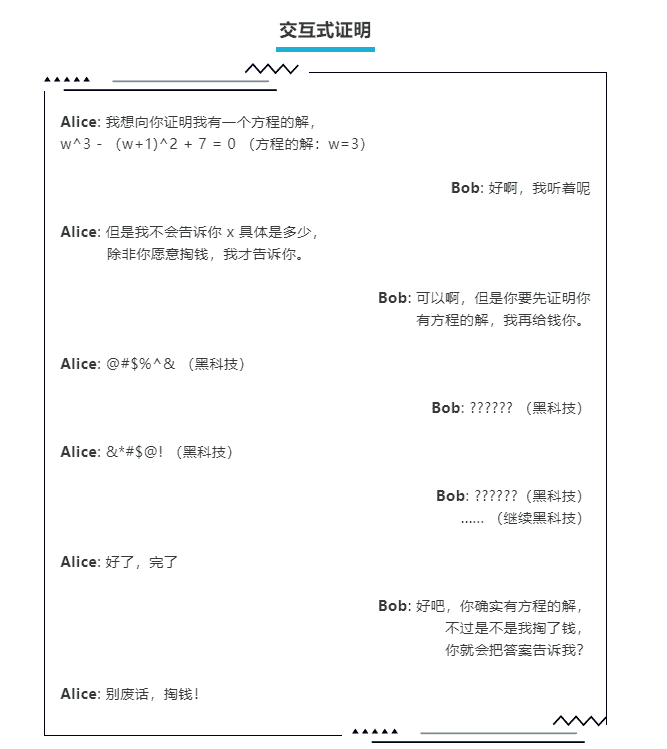 交互式证明
Alice: 我想向你证明我有一个方程的解，
w^3 - （w+1)^2 + 7 = 0 （方程的解：w=3）
Bob: 好啊，我听着呢
Alice: 但是我不会告诉你 x 具体是多少，
除非你愿意掏钱，我才告诉你。
Bob: 可以啊，但是你要先证明你
有方程的解，我再给钱你。
Alice: @#$%^& （黑科技）
Bob: ?????? （黑科技）
Alice: &*#$@! （黑科技）
Bob: ??????（黑科技）
...... （继续黑科技）
Alice: 好了，完了
Bob: 好吧，你确实有方程的解，
不过是不是我掏了钱，
你就会把答案告诉我？
Alice: 别废话，掏钱！